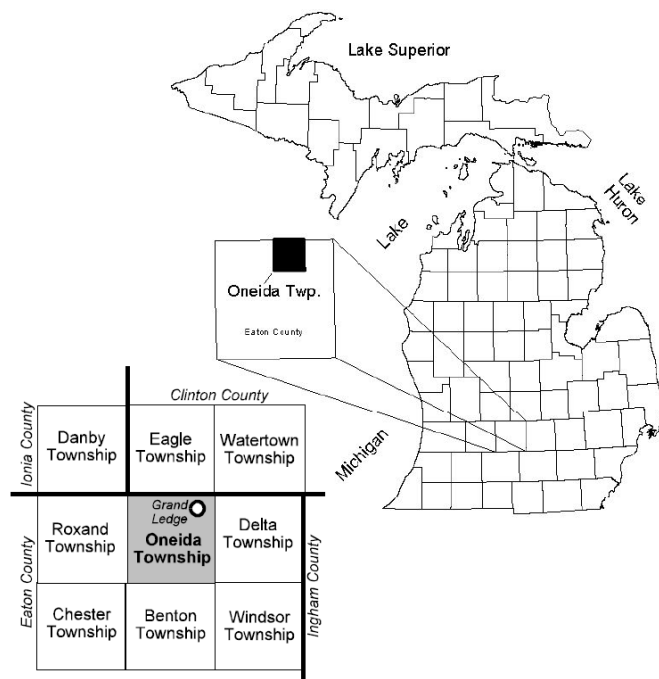 Lake Superior
Lake
Huron
Lake
Michigan
Oneida Twp.
Eaton County
Clinton County
Ionia County
Danby
Township
Eagle
Township
Watertown
Township
Eaton County
Roxand
Township
Grand
Ledge
Oneida
Township
Delta
Township
Ingham County
Chester
Township
Benton
Township
Windsor
Township